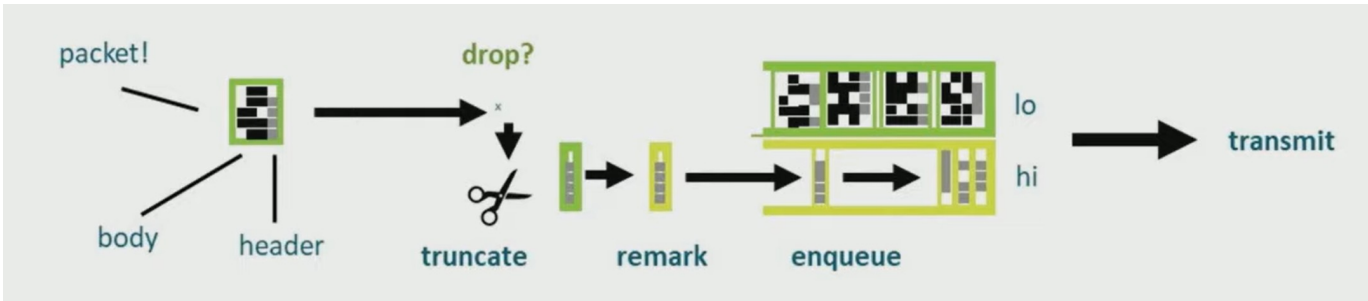 packet!
drop?
x
lo
transmit
hi
body
header
truncate
remark
enqueue